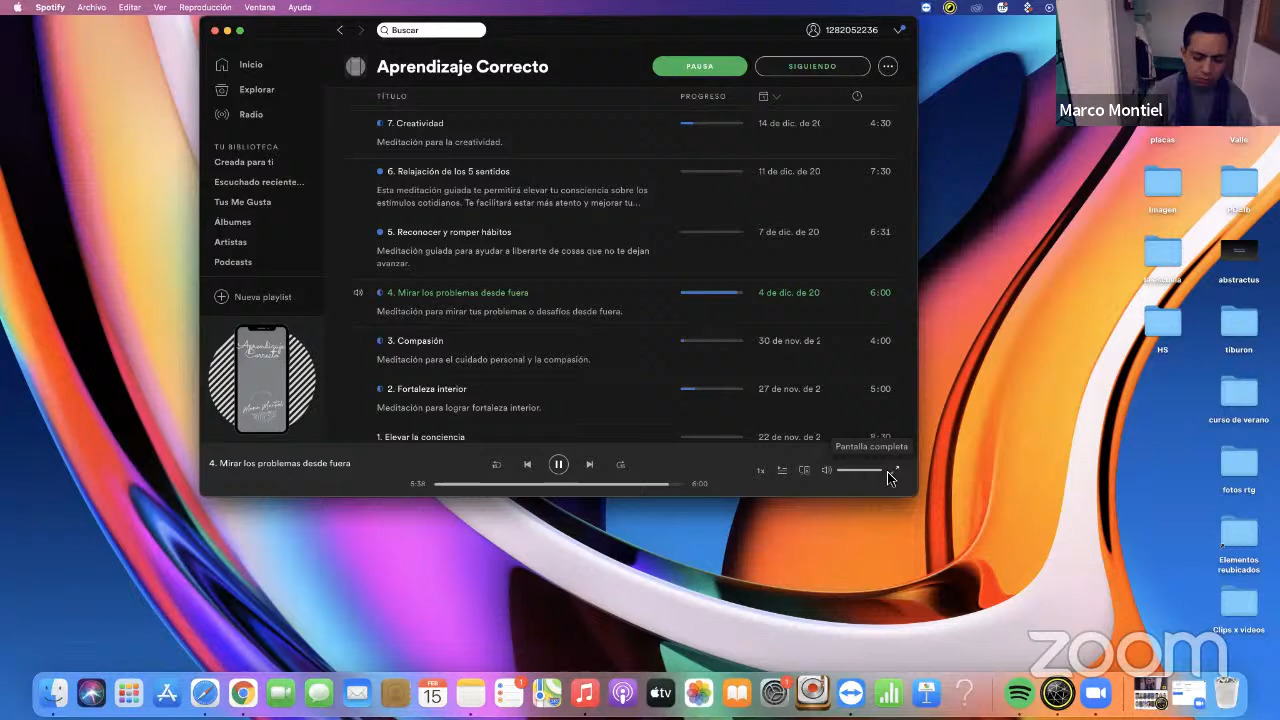 Spotify Archivo Editar Ver Reproducción Ventana Ayuda
Buscar
1282052236
Marco Montiel
Inicio
Explorar
Radio
TU BIBLIOTECA
Creada para ti
Escuchado reciente...
Tus Me Gusta
Álbumes
Artistas
Podcasts
Nueva playlist
Aprendizaje Correcto
PAUSA
SIGUIENDO
TÍTULO PROGRESO
7. Creatividad 14 de dic. de 20 4:30
Meditación para la creatividad.
6. Relajación de los 5 sentidos 11 de dic. de 20 7:30
Esta meditación guiada te permitirá elevar tu consciencia sobre los
estímulos cotidianos. Te facilitará estar más atento y mejorar tu...
5. Reconocer y romper hábitos 7 de dic. de 20 6:31
Meditación guiada para ayudar a liberarte de cosas que no te dejan
avanzar.
4. Mirar los problemas desde fuera 4 de dic. de 20 6:00
Meditación para mirar tus problemas o desafíos desde fuera.
3. Compasión 30 de nov. de 2 4:00
Meditación para el cuidado personal y la compasión.
2. Fortaleza interior 27 de nov. de 2 5:00
Meditación para lograr fortaleza interior.
1. Elevar la conciencia 22 de nov. de 2 8:30
Pantalla completa
Aprendizaje
Correcto
4. Mirar los problemas desde fuera
1x
5:38 6:00
placas Valle
Imagen
abstractus
HS tiburon
curso de verano
fotos rtg
Elementos
reubicados
Clips x videos
zoom
FEB
15
1
tv
1